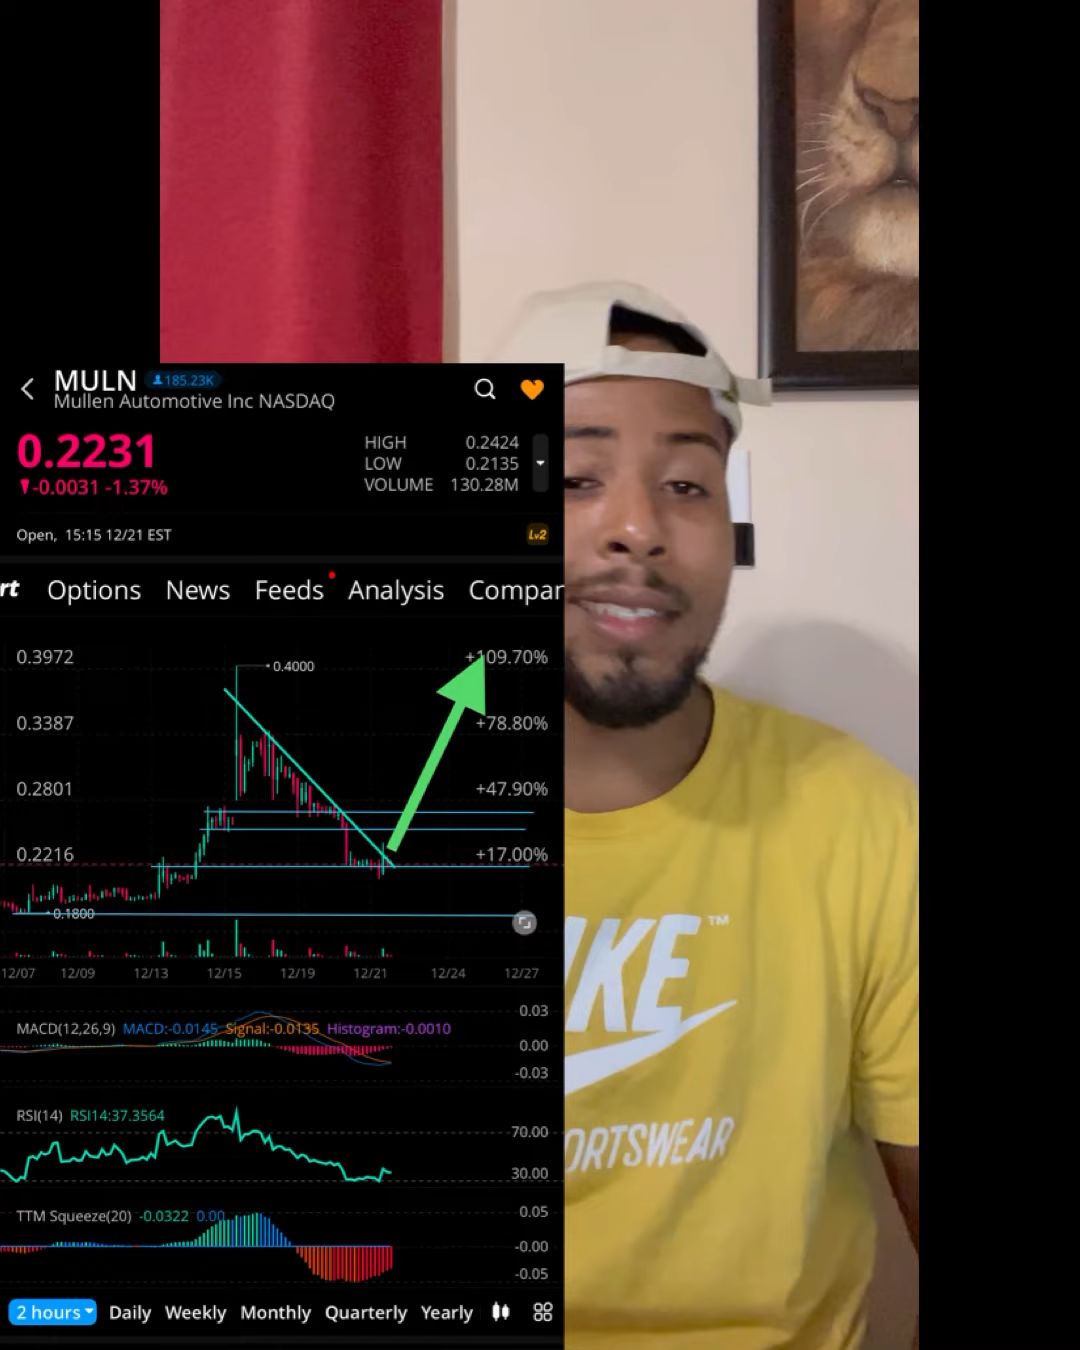 MULN 185.23K
Mullen Automotive Inc NASDAQ
0.2231
-0.0031 -1.37%
HIGH 0.2424
LOW 0.2135
VOLUME 130.28M
Open, 15:15 12/21 EST
Lv2
rt Options News Feeds Analysis Compar
0.3972 +109.70%
0.4000
0.3387 +78.80%
0.2801 +47.90%
0.2216 +17.00%
0.1800
12/07 12/09 12/13 12/15 12/19 12/21 12/24 12/27
0.03
MACD(12,26,9) MACD:-0.0145 Signal:-0.0135 Histogram:-0.0010
0.00
-0.03
RSI(14) RSI14:37.3564
70.00
30.00
TTM Squeeze(20) -0.0322 0.00
0.05
-0.00
-0.05
2 hours Daily Weekly Monthly Quarterly Yearly
IKE™
ORTSWEAR